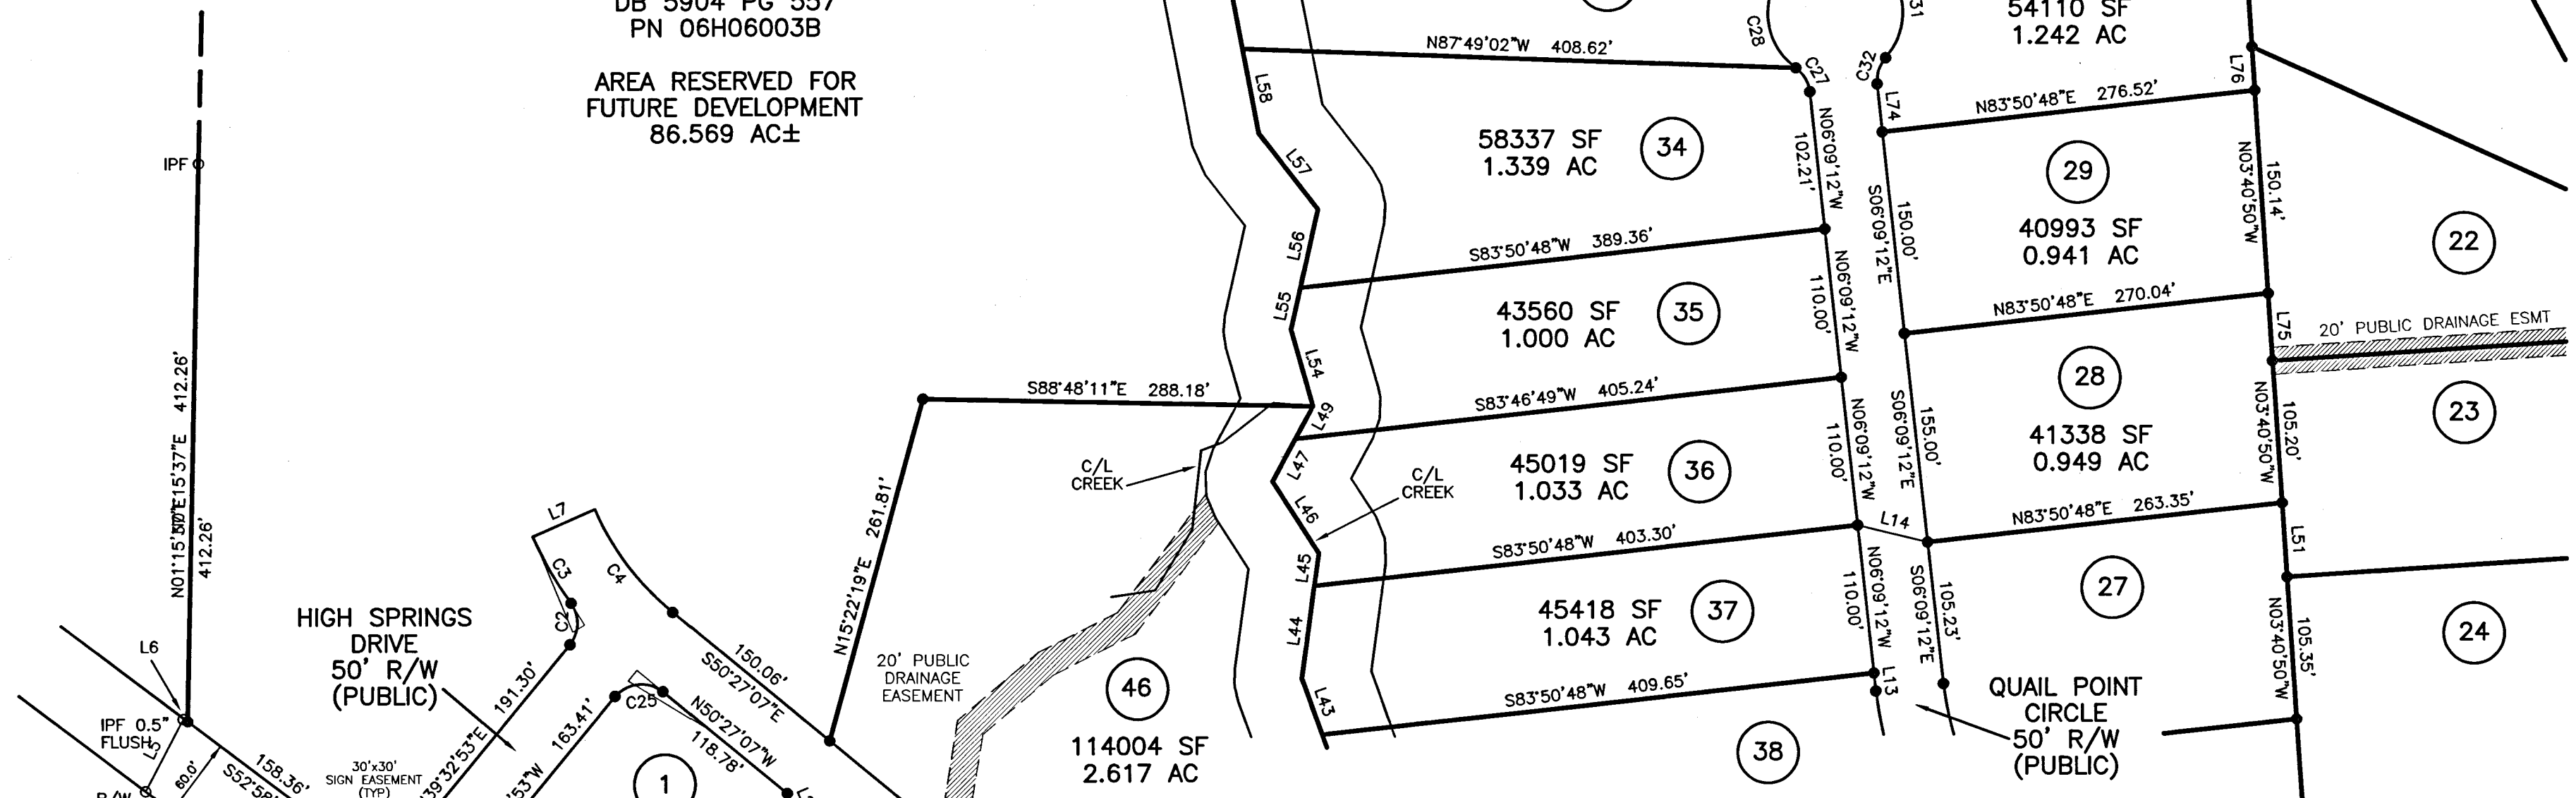 DB 5904 PG 557
PN 06H06003B
AREA RESERVED FOR
FUTURE DEVELOPMENT
86.569 AC±
IPF
412.26'
412.26'
L6
IPF 0.5"
FLUSH
L5
60.0'
158.36'
30'x30'
SIGN EASEMENT
(TYP)
HIGH SPRINGS
DRIVE
50' R/W
(PUBLIC)
L7
C3
C4
C2
191.30'
163.41'
C25
N50°27'07"W
118.78'
1
150.06'
S50°27'07"E
N15°22'19"E 261.81'
S88°48'11"E 288.18'
20' PUBLIC
DRAINAGE
EASEMENT
46
114004 SF
2.617 AC
C/L
CREEK
C/L
CREEK
L58
L57
L56
L55
L54
L49
L47
L46
L45
L44
L43
N87°49'02"W 408.62'
C28
C27
58337 SF
1.339 AC
34
N06°09'12"W
102.21'
S83°50'48"W 389.36'
43560 SF
1.000 AC
35
N06°09'12"W
110.00'
S83°46'49"W 405.24'
45019 SF
1.033 AC
36
N06°09'12"W
110.00'
S83°50'48"W 403.30'
45418 SF
1.043 AC
37
N06°09'12"W
110.00'
S83°50'48"W 409.65'
L13
38
L14
C32
L74
54110 SF
1.242 AC
L76
N83°50'48"E 276.52'
29
40993 SF
0.941 AC
150.00'
S06°09'12"E
150.14'
N03°40'50"W
N83°50'48"E 270.04'
28
41338 SF
0.949 AC
155.00'
S06°09'12"E
L75
105.20'
N03°40'50"W
N83°50'48"E 263.35'
27
105.23'
S06°09'12"E
L51
105.35'
N03°40'50"W
QUAIL POINT
CIRCLE
50' R/W
(PUBLIC)
22
20' PUBLIC DRAINAGE ESMT
23
24